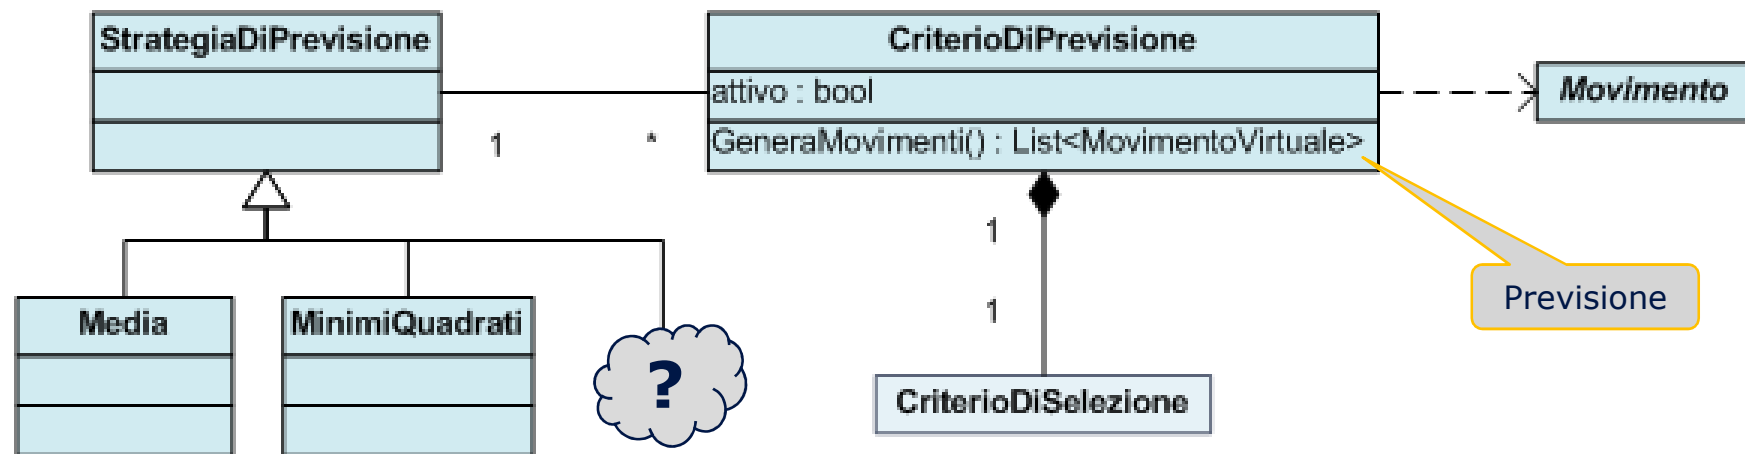 StrategiaDiPrevisione
CriterioDiPrevisione
attivo : bool
Movimento
1
*
GeneraMovimenti() : List<MovimentoVirtuale>
1
Previsione
1
Media
MinimiQuadrati
?
CriterioDiSelezione